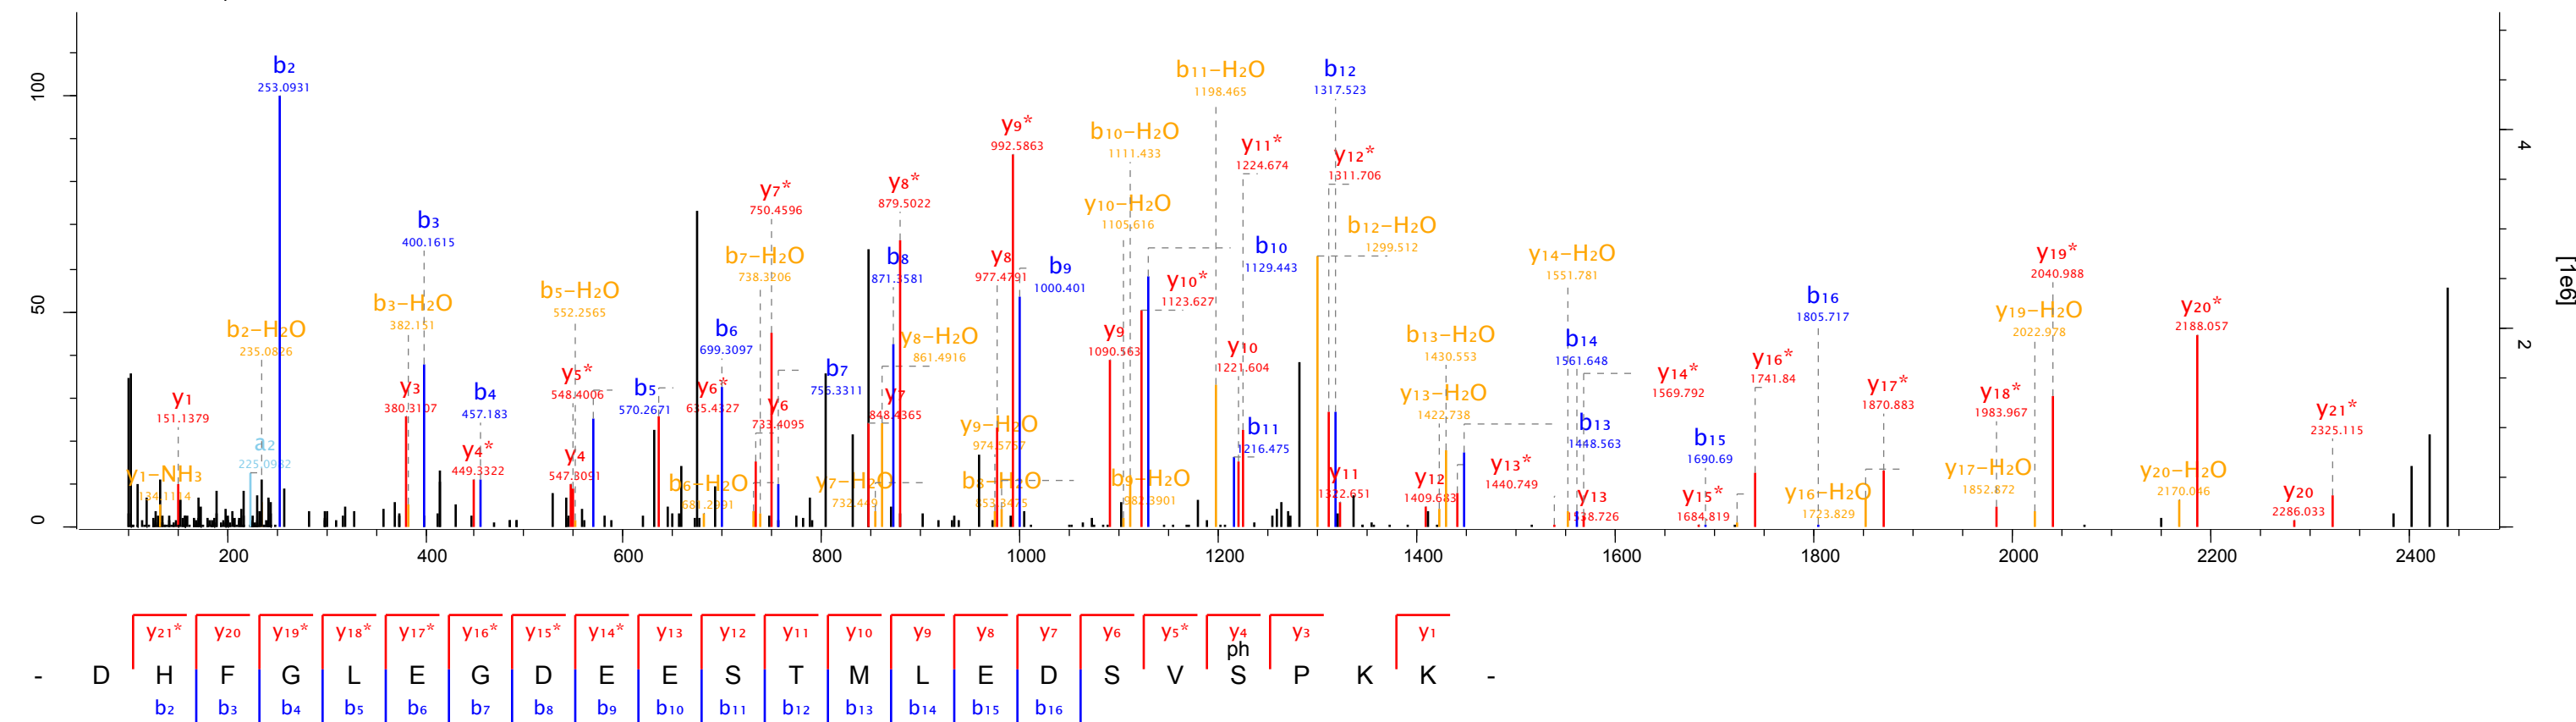 b₂
253.0931
b₁₁−H₂O
1198.465
b₁₂
1317.523
y₉*
992.5863
b₁₀−H₂O
1111.433
y₁₁*
1224.674
y₁₂*
1311.706
y₇*
750.4596
y₈*
879.5022
y₁₀−H₂O
1105.616
b₃
400.1615
b₁₂−H₂O
1299.512
b₇−H₂O
738.3206
b₈
871.3581
y₈
977.4791
b₉
1000.401
b₁₀
1129.443
y₁₄−H₂O
1551.781
y₁₉*
2040.988
b₃−H₂O
382.151
b₅−H₂O
552.2565
y₁₀*
1123.627
b₁₆
1805.717
y₁₉−H₂O
2022.978
y₂₀*
2188.057
b₂−H₂O
235.0826
b₆
699.3097
y₈−H₂O
861.4916
y₉
1090.563
y₁₀
1221.604
b₁₃−H₂O
1430.553
b₁₄
1561.648
y₁₄*
1569.792
y₁₆*
1741.84
y₁
151.1379
y₃
380.3107
b₄
457.183
y₅*
548.4006
b₅
570.2671
y₆*
635.4327
y₆
733.4095
b₇
756.3311
y₇
848.4365
y₁₃−H₂O
1422.738
y₁₇*
1870.883
y₁₈*
1983.967
y₂₁*
2325.115
a₂
225.0982
y₄*
449.3322
y₄
547.3091
y₉−H₂O
974.5757
b₁₁
1216.475
b₁₃
1448.563
b₁₅
1690.69
y₁−NH₃
134.1114
b₆−H₂O
681.2991
y₇−H₂O
732.449
b₈−H₂O
853.3475
b₉−H₂O
982.3901
y₁₁
1322.651
y₁₂
1409.683
y₁₃*
1440.749
y₁₃
1538.726
y₁₅*
1684.819
y₁₆−H₂O
1723.829
y₁₇−H₂O
1852.872
y₂₀−H₂O
2170.046
y₂₀
2286.033
100
50
0
4
2
[1e6]
200 400 600 800 1000 1200 1400 1600 1800 2000 2200 2400
y₂₁* y₂₀ y₁₉* y₁₈* y₁₇* y₁₆* y₁₅* y₁₄* y₁₃ y₁₂ y₁₁ y₁₀ y₉ y₈ y₇ y₆ y₅* y₄ y₃ y₁
ph
- D H F G L E G D E E S T M L E D S V S P K K -
b₂ b₃ b₄ b₅ b₆ b₇ b₈ b₉ b₁₀ b₁₁ b₁₂ b₁₃ b₁₄ b₁₅ b₁₆